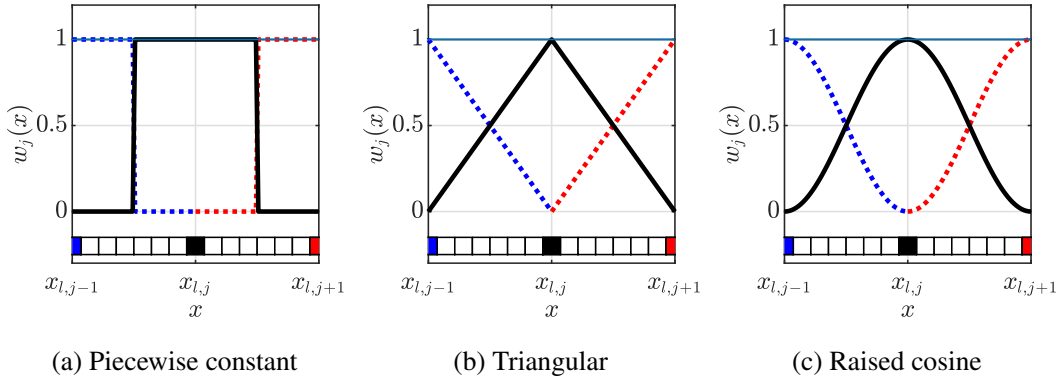 1
0.5
0
w_j(x)
x_{l,j-1}
x_{l,j}
x_{l,j+1}
x
(a) Piecewise constant
1
0.5
0
w_j(x)
x_{l,j-1}
x_{l,j}
x_{l,j+1}
x
(b) Triangular
1
0.5
0
w_j(x)
x_{l,j-1}
x_{l,j}
x_{l,j+1}
x
(c) Raised cosine